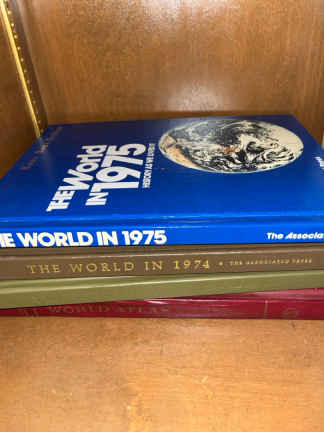 THE World
IN 1975
HISTORY AS WE LIVED IT
THE WORLD IN 1975 The Associa
THE WORLD IN 1974 • THE ASSOCIATED PRESS
WORLD ATLAS